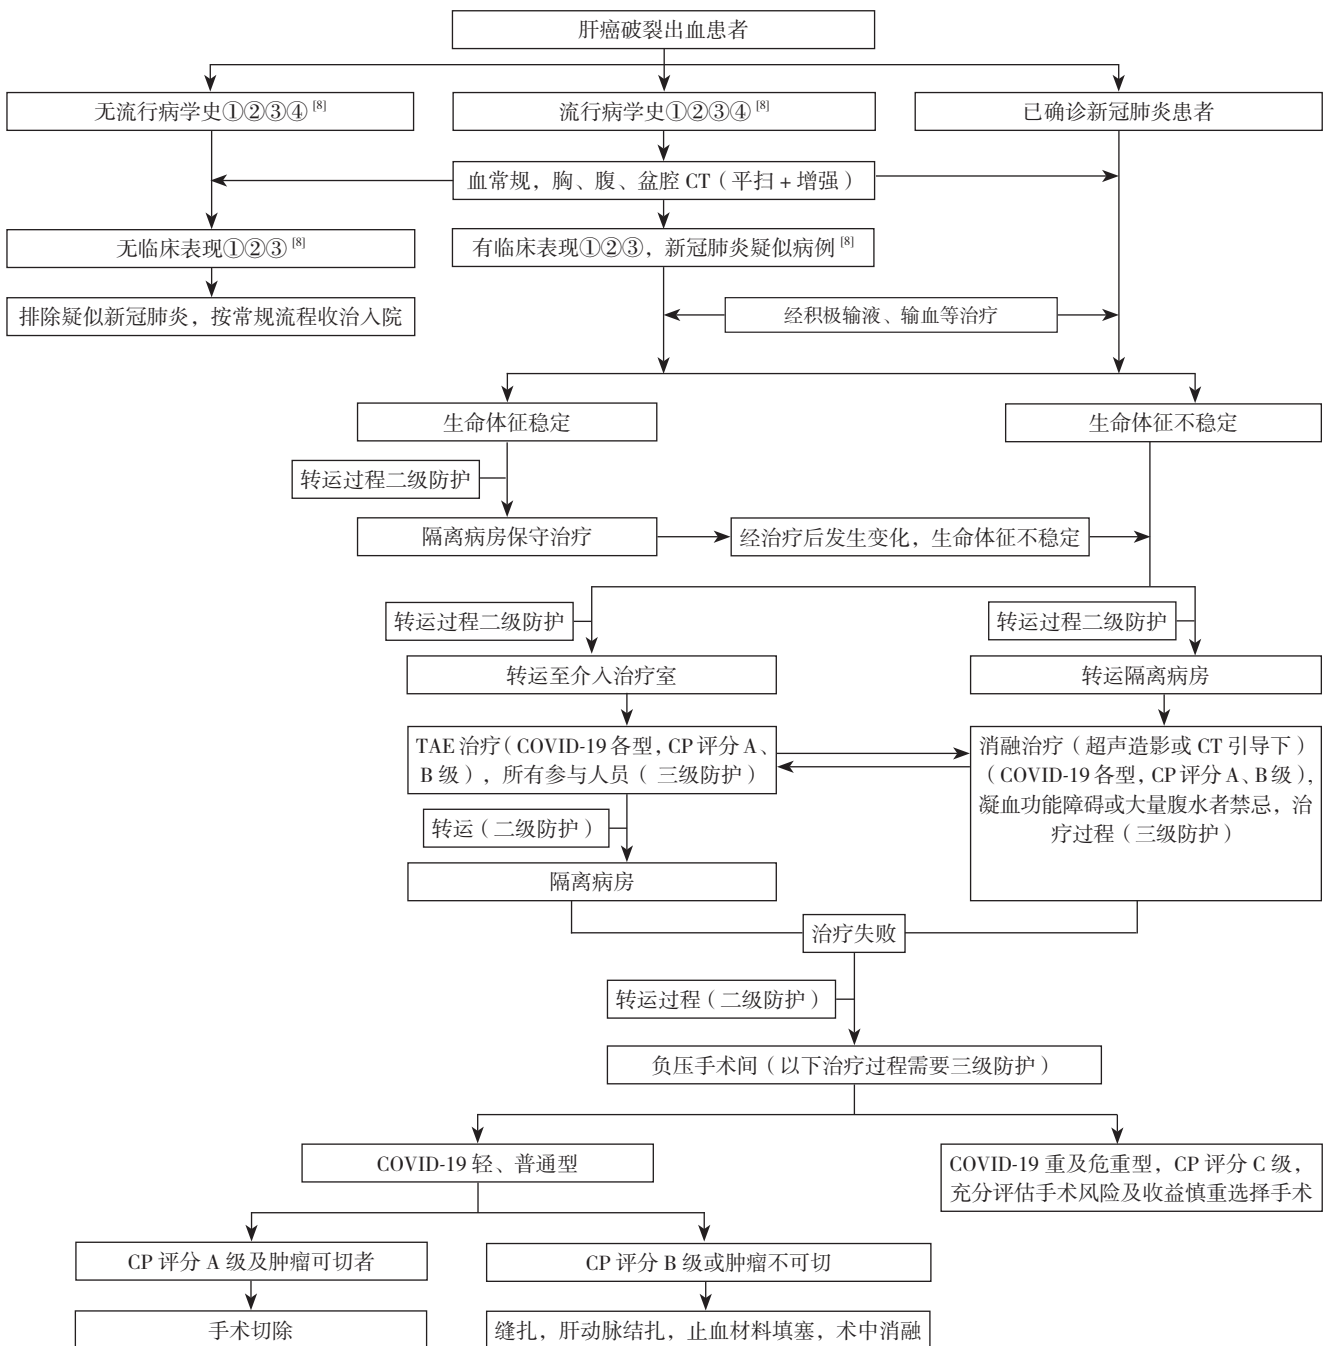 肝癌破裂出血患者
无流行病学史①②③④[8]
流行病学史①②③④[8]
已确诊新冠肺炎患者
血常规，胸、腹、盆腔 CT（平扫 + 增强）
无临床表现①②③[8]
有临床表现①②③，新冠肺炎疑似病例[8]
排除疑似新冠肺炎，按常规流程收治入院
经积极输液、输血等治疗
生命体征稳定
生命体征不稳定
转运过程二级防护
隔离病房保守治疗
经治疗后发生变化，生命体征不稳定
转运过程二级防护
转运过程二级防护
转运至介入治疗室
转运隔离病房
TAE 治疗（COVID-19 各型，CP 评分 A、
B 级），所有参与人员（ 三级防护）
消融治疗（超声造影或 CT 引导下）
（COVID-19 各型，CP 评分 A、B 级），
凝血功能障碍或大量腹水者禁忌，治
疗过程（三级防护）
转运（二级防护）
隔离病房
治疗失败
转运过程（二级防护）
负压手术间（以下治疗过程需要三级防护）
COVID-19 轻、普通型
COVID-19 重及危重型，CP 评分 C 级，
充分评估手术风险及收益慎重选择手术
CP 评分 A 级及肿瘤可切者
CP 评分 B 级或肿瘤不可切
手术切除
缝扎，肝动脉结扎，止血材料填塞，术中消融